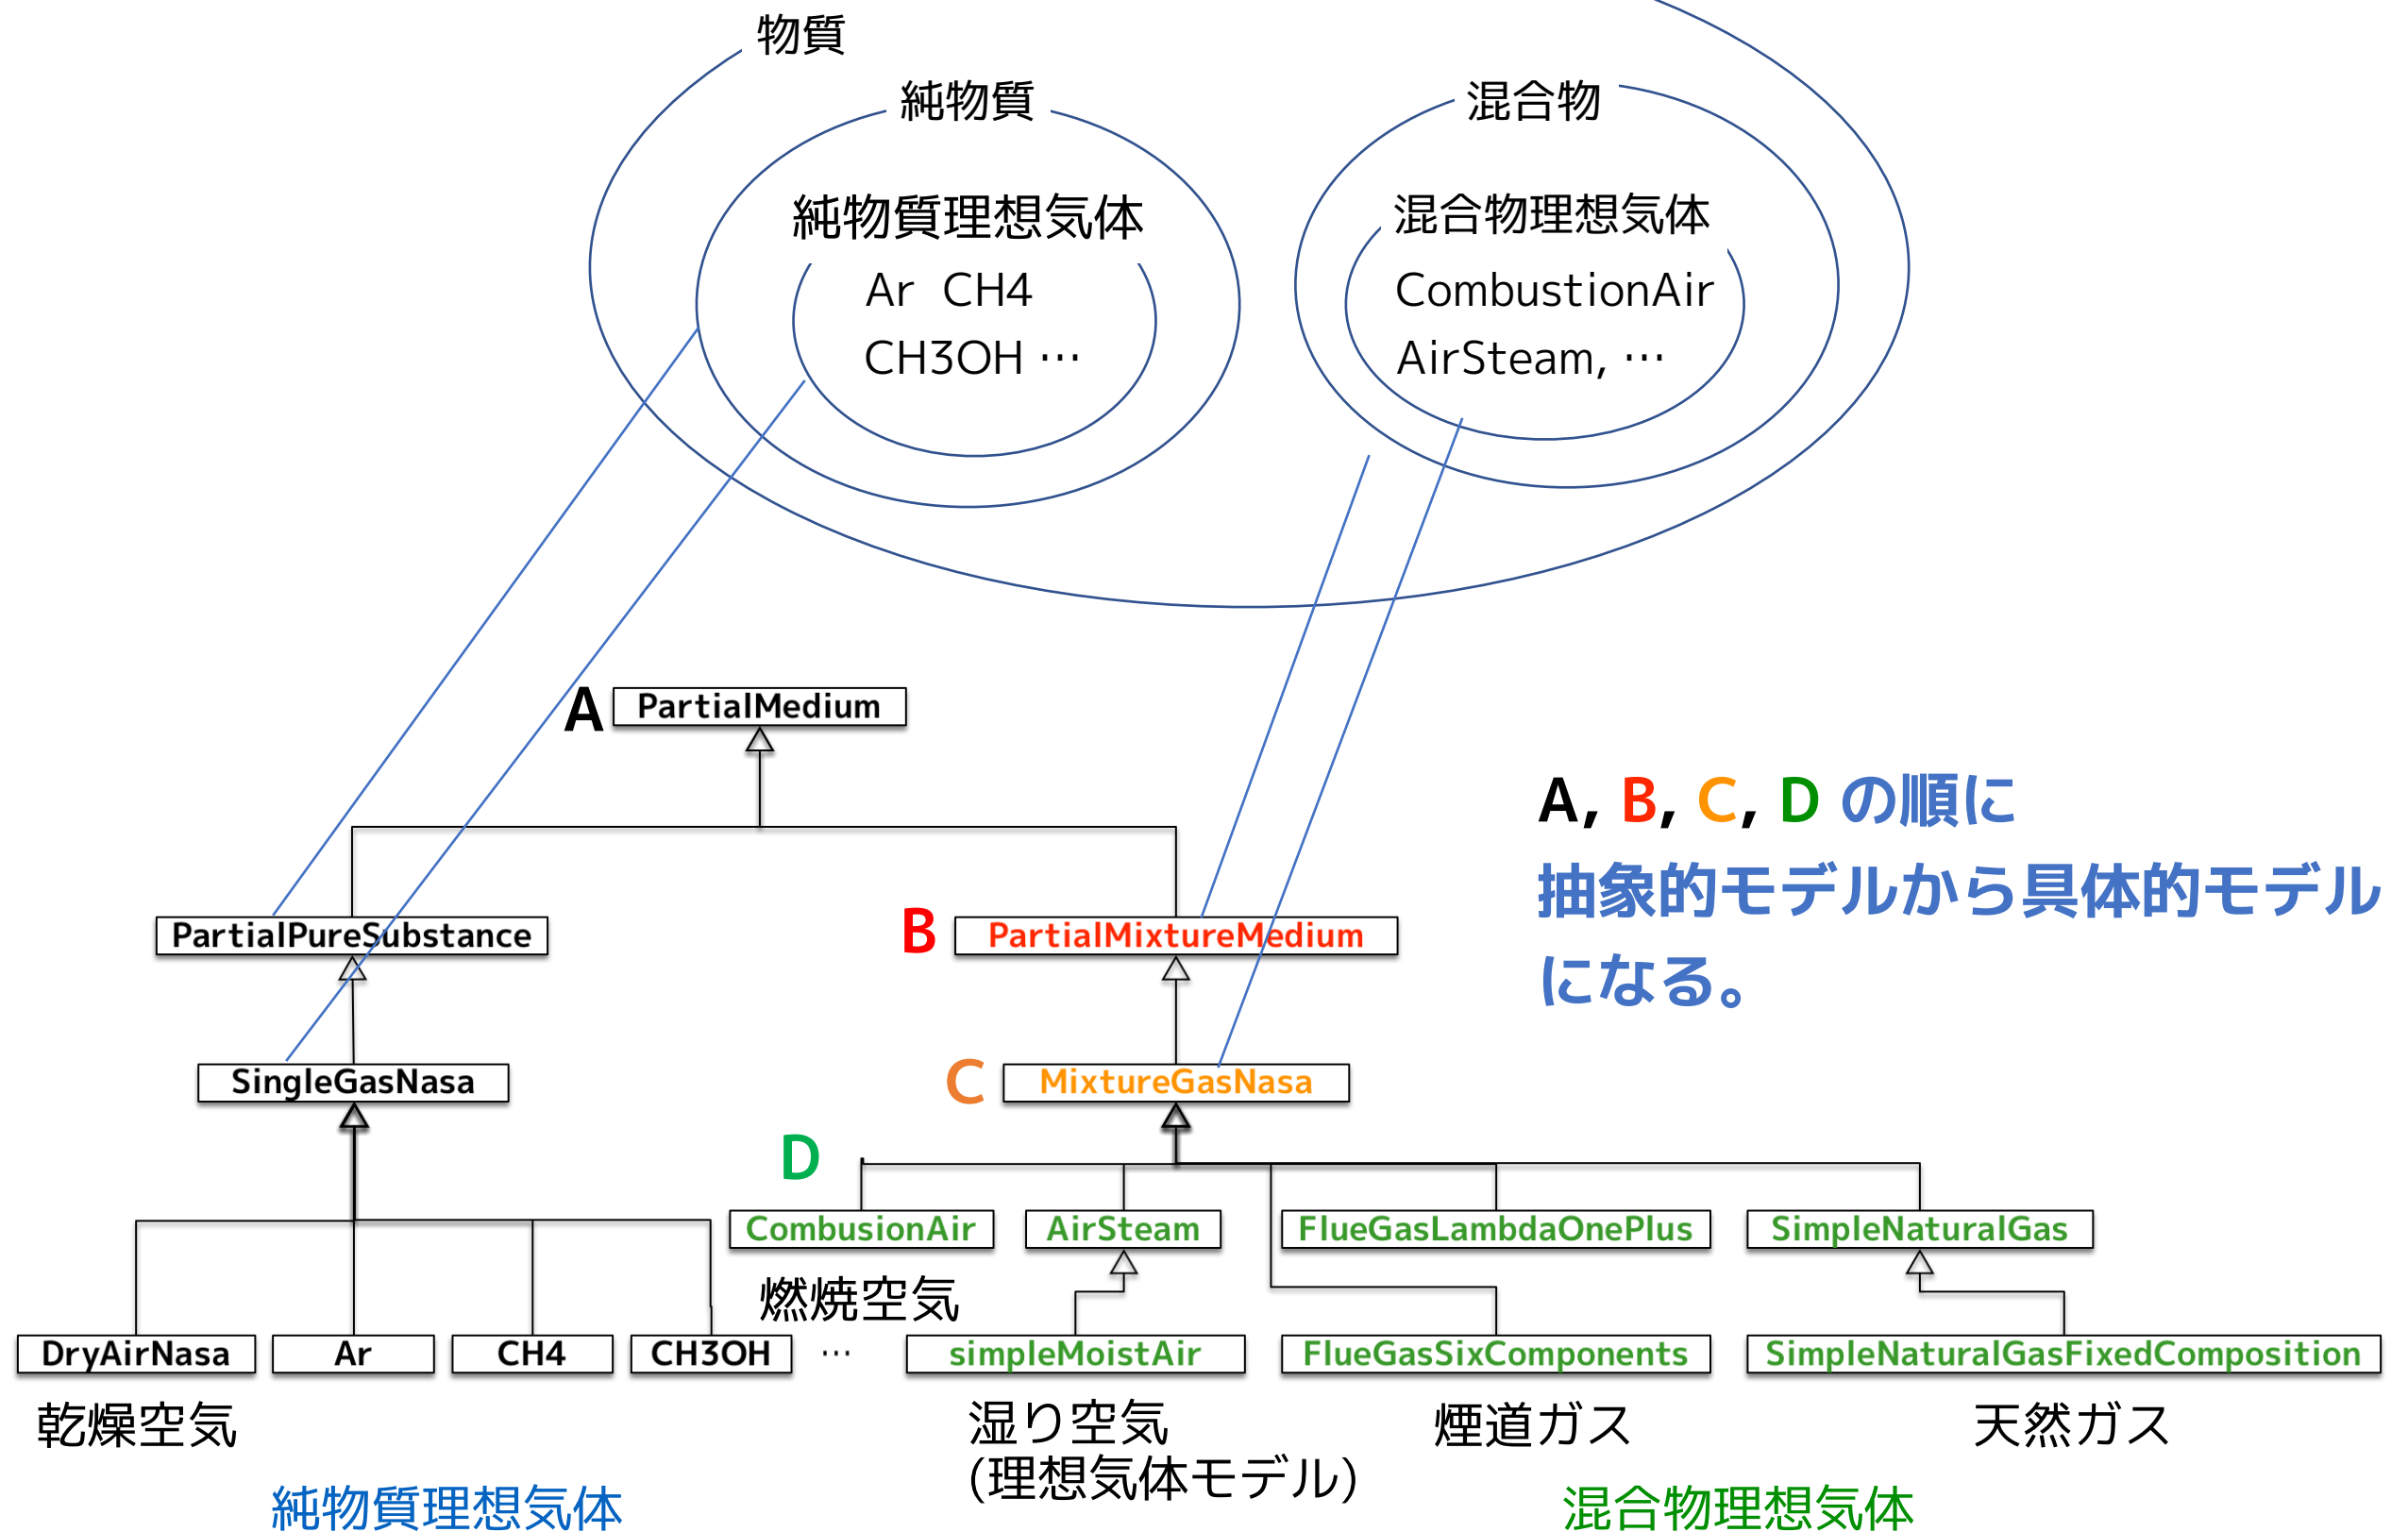 物質
純物質
混合物
純物質理想気体
Ar CH4
CH3OH …
混合物理想気体
CombustionAir
AirSteam, …
A
PartialMedium
A, B, C, D の順に
抽象的モデルから具体的モデル
になる。
PartialPureSubstance
B
PartialMixtureMedium
SingleGasNasa
C
MixtureGasNasa
D
CombusionAir
AirSteam
FlueGasLambdaOnePlus
SimpleNaturalGas
燃焼空気
DryAirNasa
Ar
CH4
CH3OH
…
simpleMoistAir
FlueGasSixComponents
SimpleNaturalGasFixedComposition
乾燥空気
湿り空気
(理想気体モデル)
煙道ガス
天然ガス
純物質理想気体
混合物理想気体